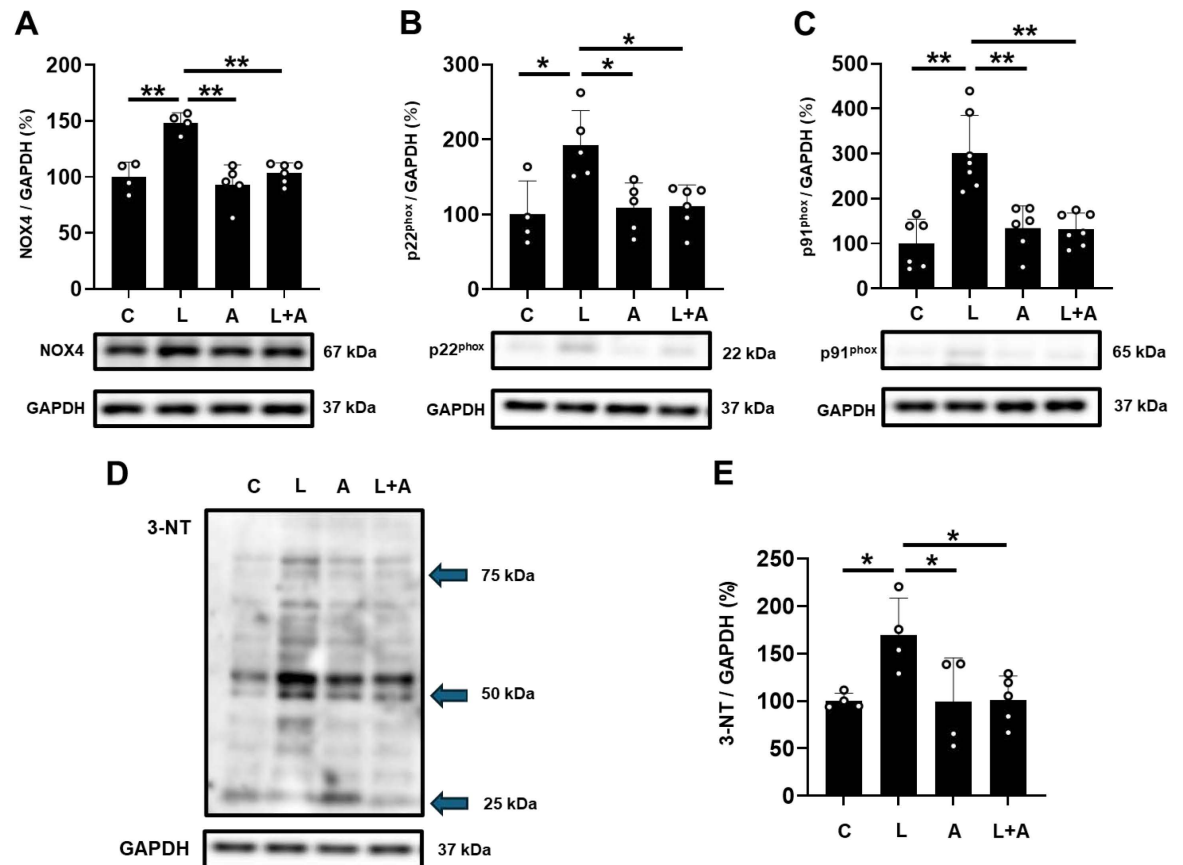 A
NOX4 / GAPDH (%)
200
150
100
50
0
** **
**
C L A L+A
NOX4 67 kDa
GAPDH 37 kDa
B
p22phox / GAPDH (%)
300
200
100
0
* *
*
C L A L+A
p22phox 22 kDa
GAPDH 37 kDa
C
p91phox / GAPDH (%)
500
400
300
200
100
0
** **
**
C L A L+A
p91phox 65 kDa
GAPDH 37 kDa
D
C L A L+A
3-NT
75 kDa
50 kDa
25 kDa
GAPDH 37 kDa
E
3-NT / GAPDH (%)
250
200
150
100
50
0
* *
*
C L A L+A